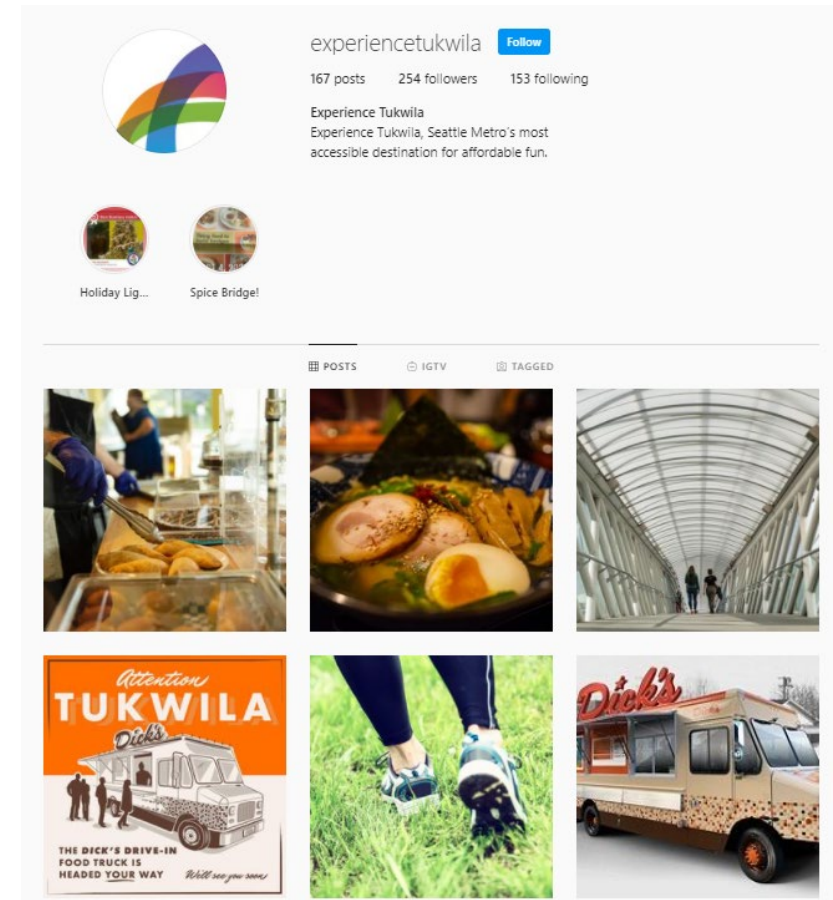 experiencetukwila Follow
167 posts 254 followers 153 following
Experience Tukwila
Experience Tukwila, Seattle Metro's most
accessible destination for affordable fun.
Holiday Lig... Spice Bridge!
POSTS IGTV TAGGED
Attention
TUKWILA
Dick's
THE DICK'S DRIVE-IN
FOOD TRUCK IS
HEADED YOUR WAY
We'll see you soon
Dick's